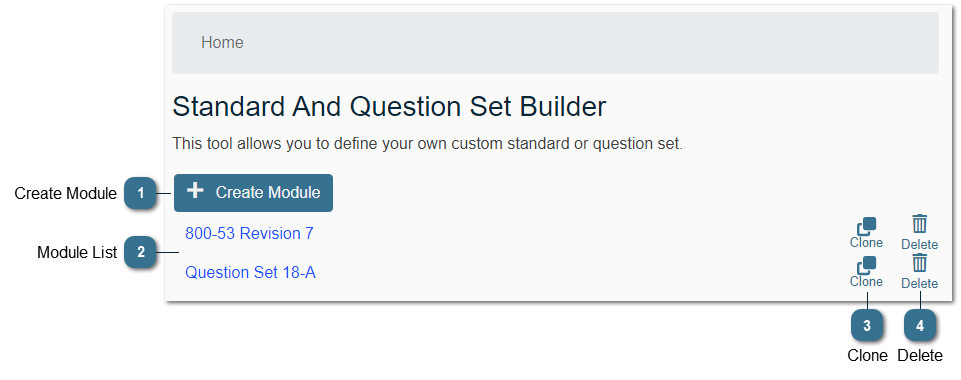 Home
Standard And Question Set Builder
This tool allows you to define your own custom standard or question set.
Create Module 1 Create Module
800-53 Revision 7 Clone Delete
Module List 2
Question Set 18-A Clone Delete
3 4
Clone Delete